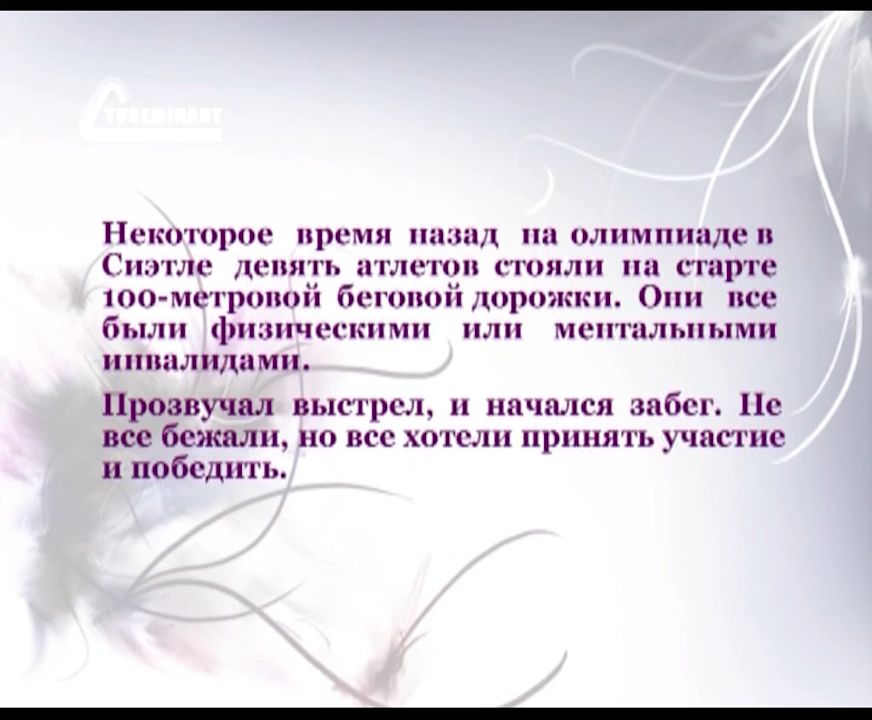 TUSEMINARY
Некоторое время назад на олимпиаде в
Сиэтле девять атлетов стояли на старте
100-метровой беговой дорожки. Они все
были физическими или ментальными
инвалидами.
Прозвучал выстрел, и начался забег. Не
все бежали, но все хотели принять участие
и победить.